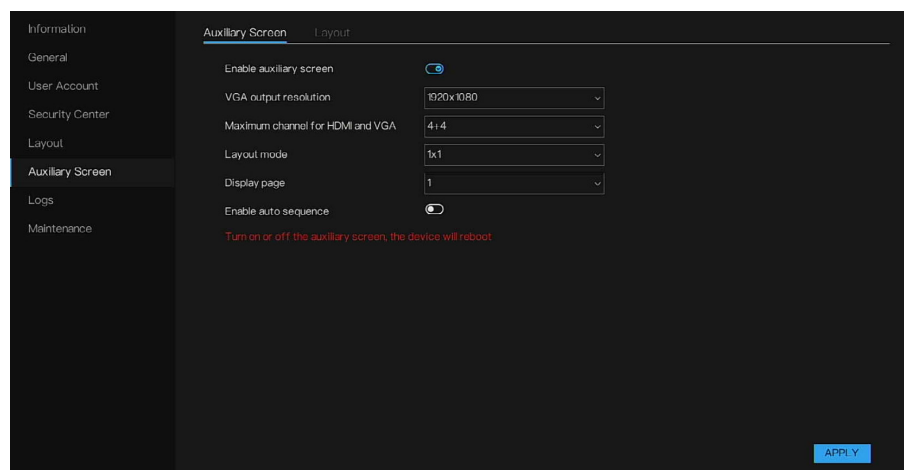 Information
General
User Account
Security Center
Layout
Auxiliary Screen
Logs
Maintenance
Auxiliary Screen Layout
Enable auxiliary screen
VGA output resolution 1920x1080
Maximum channel for HDMI and VGA 4+4
Layout mode 1x1
Display page 1
Enable auto sequence
Turn on or off the auxiliary screen, the device will reboot
APPLY